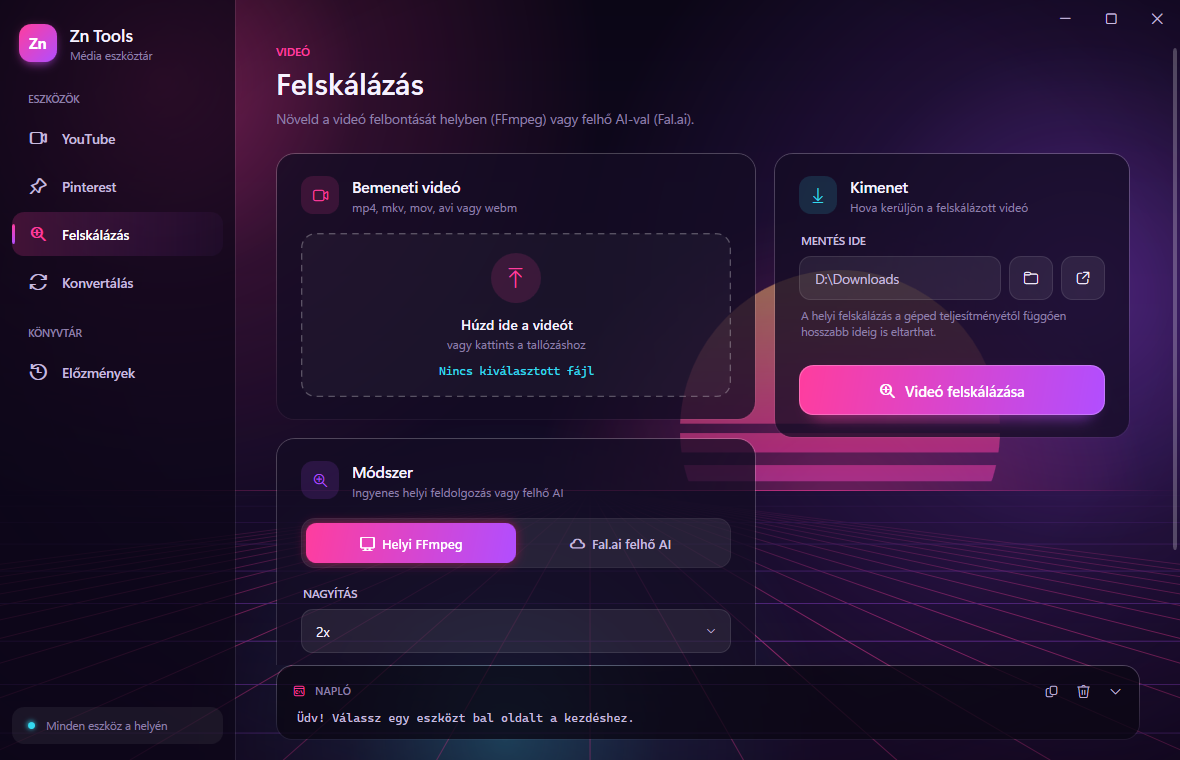 Zn
Zn Tools
Média eszköztár
ESZKÖZÖK
YouTube
Pinterest
Felskálázás
Konvertálás
KÖNYVTÁR
Előzmények
Minden eszköz a helyén
VIDEÓ
Felskálázás
Növeld a videó felbontását helyben (FFmpeg) vagy felhő AI-val (Fal.ai).
Bemeneti videó
mp4, mkv, mov, avi vagy webm
Húzd ide a videót
vagy kattints a tallózáshoz
Nincs kiválasztott fájl
Kimenet
Hova kerüljön a felskálázott videó
MENTÉS IDE
D:\Downloads
A helyi felskálázás a géped teljesítményétől függően
hosszabb ideig is eltarthat.
Videó felskálázása
Módszer
Ingyenes helyi feldolgozás vagy felhő AI
Helyi FFmpeg
Fal.ai felhő AI
NAGYÍTÁS
2x
NAPLÓ
Üdv! Válassz egy eszközt bal oldalt a kezdéshez.